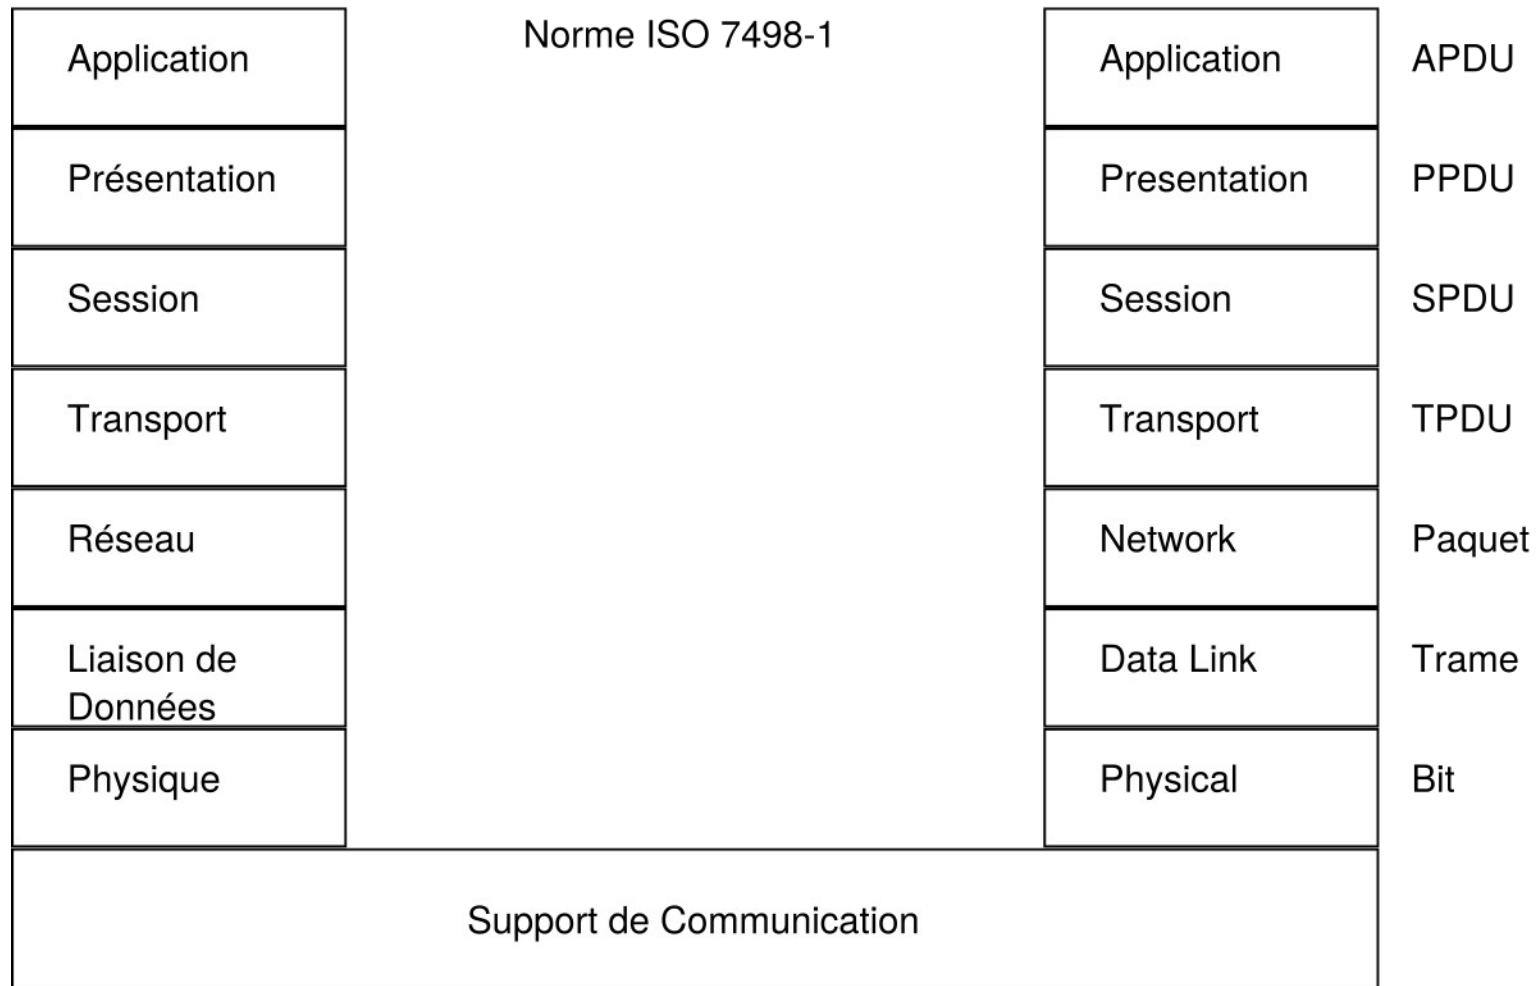 Norme ISO 7498-1
Application
Application
APDU
Présentation
Presentation
PPDU
Session
Session
SPDU
Transport
Transport
TPDU
Réseau
Network
Paquet
Liaison de
Données
Data Link
Trame
Physique
Physical
Bit
Support de Communication